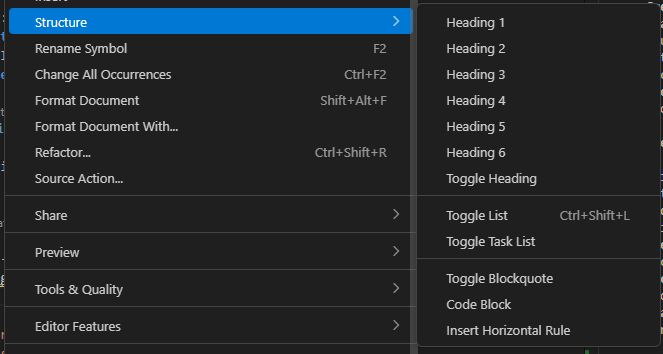 Structure
Rename Symbol F2
Change All Occurrences Ctrl+F2
Format Document Shift+Alt+F
Format Document With...
Refactor... Ctrl+Shift+R
Source Action...
Share
Preview
Tools & Quality
Editor Features
Heading 1
Heading 2
Heading 3
Heading 4
Heading 5
Heading 6
Toggle Heading
Toggle List Ctrl+Shift+L
Toggle Task List
Toggle Blockquote
Code Block
Insert Horizontal Rule